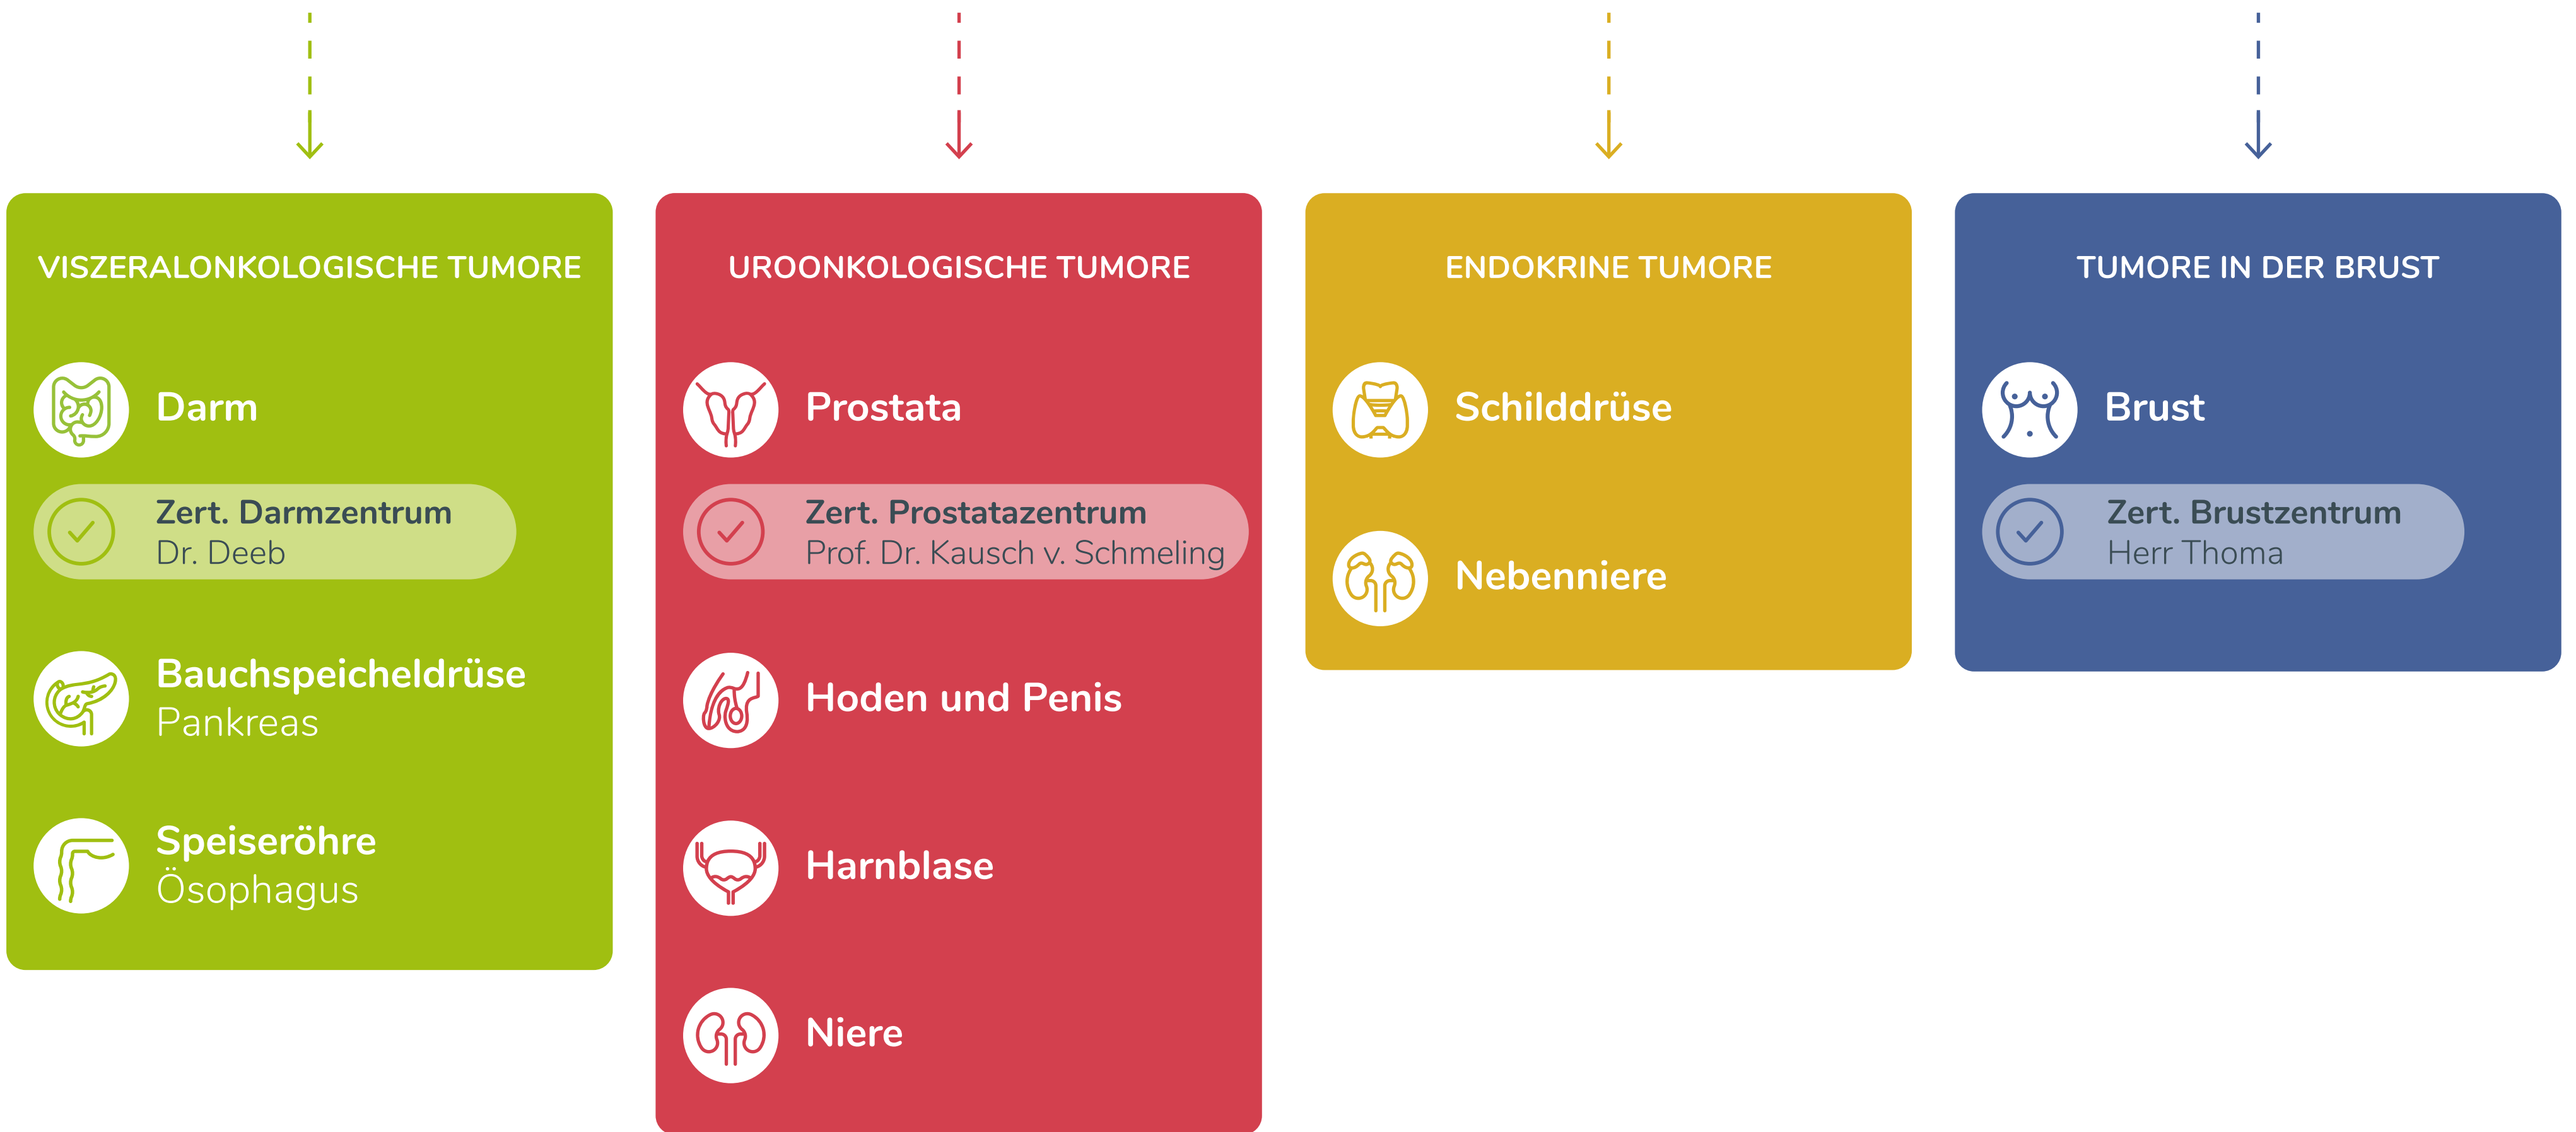 VISZERALONKOLOGISCHE TUMORE
Darm
Zert. Darmzentrum
Dr. Deeb
Bauchspeicheldrüse
Pankreas
Speiseröhre
Ösophagus
UROONKOLOGISCHE TUMORE
Prostata
Zert. Prostatazentrum
Prof. Dr. Kausch v. Schmeling
Hoden und Penis
Harnblase
Niere
ENDOKRINE TUMORE
Schilddrüse
Nebenniere
TUMORE IN DER BRUST
Brust
Zert. Brustzentrum
Herr Thoma